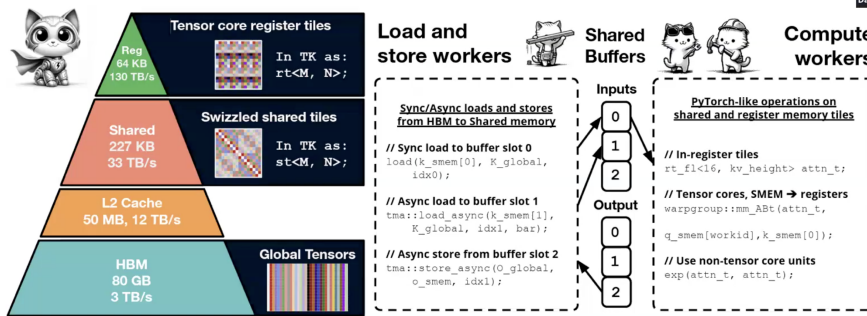 Reg
64 KB
130 TB/s
Tensor core register tiles
In TK as:
rt<M, N>;
Shared
227 KB
33 TB/s
Swizzled shared tiles
In TK as:
st<M, N>;
L2 Cache
50 MB, 12 TB/s
HBM
80 GB
3 TB/s
Global Tensors
Load and
store workers
Sync/Async loads and stores
from HBM to Shared memory
// Sync load to buffer slot 0
load(k_smem[0], K_global,
idx0);
// Async load to buffer slot 1
tma::load_async(k_smem[1],
K_global, idx1, bar);
// Async store from buffer slot 2
tma::store_async(O_global,
o_smem, idx1);
Shared
Buffers
Inputs
0
1
2
Output
0
1
2
Compute
workers
PyTorch-like operations on
shared and register memory tiles
// In-register tiles
rt_fl<16, kv_height> attn_t;
// Tensor cores, SMEM ➔ registers
warpgroup::mm_ABt(attn_t,
q_smem[workid],k_smem[0]);
// Use non-tensor core units
exp(attn_t, attn_t);